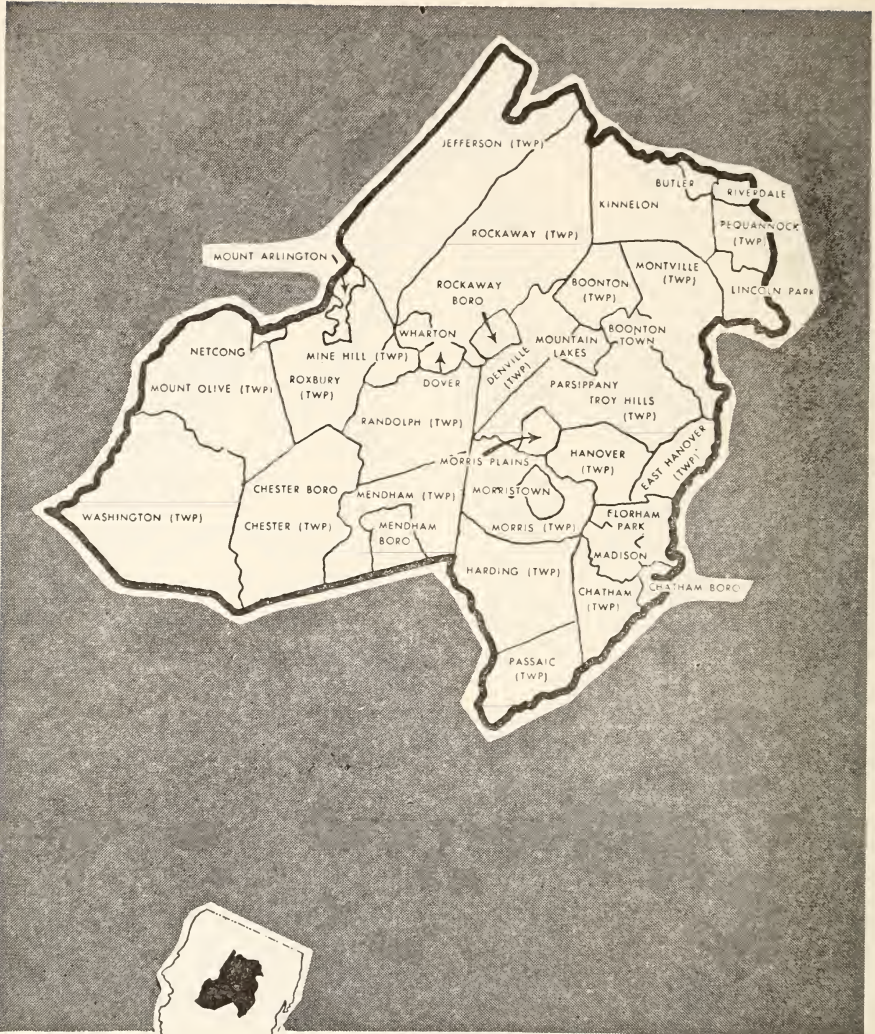 JEFFERSON (TWP)
BUTLER
RIVERDALE
KINNELON
PEQUANNOCK
(TWP)
ROCKAWAY (TWP)
MOUNT ARLINGTON
MONTVILLE
(TWP)
LINCOLN PARK
ROCKAWAY
BORO
BOONTON
(TWP)
WHARTON
BOONTON
TOWN
MOUNTAIN
LAKES
NETCONG
MINE HILL (TWP)
DENVILLE
(TWP)
DOVER
MOUNT OLIVE (TWP)
ROXBURY
(TWP)
PARSIPPANY
TROY HILLS
(TWP)
RANDOLPH (TWP)
MORRIS PLAINS
HANOVER
(TWP)
EAST HANOVER
(TWP)
CHESTER BORO
MENDHAM (TWP)
MORRISTOWN
WASHINGTON (TWP)
CHESTER (TWP)
MENDHAM
BORO
MORRIS (TWP)
FLORHAM
PARK
MADISON
HARDING (TWP)
CHATHAM
(TWP)
CHATHAM BORO
PASSAIC
(TWP)